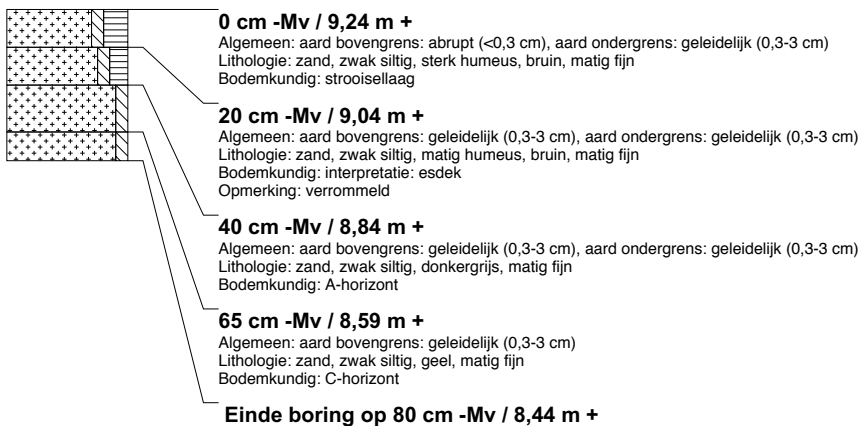 0 cm -Mv / 9,24 m +
Algemeen: aard bovengrens: abrupt (<0,3 cm), aard ondergrens: geleidelijk (0,3-3 cm)
Lithologie: zand, zwak siltig, sterk humeus, bruin, matig fijn
Bodemkundig: strooisellaag
20 cm -Mv / 9,04 m +
Algemeen: aard bovengrens: geleidelijk (0,3-3 cm), aard ondergrens: geleidelijk (0,3-3 cm)
Lithologie: zand, zwak siltig, matig humeus, bruin, matig fijn
Bodemkundig: interpretatie: esdek
Opmerking: verrommeld
40 cm -Mv / 8,84 m +
Algemeen: aard bovengrens: geleidelijk (0,3-3 cm), aard ondergrens: geleidelijk (0,3-3 cm)
Lithologie: zand, zwak siltig, donkergrijs, matig fijn
Bodemkundig: A-horizont
65 cm -Mv / 8,59 m +
Algemeen: aard bovengrens: geleidelijk (0,3-3 cm)
Lithologie: zand, zwak siltig, geel, matig fijn
Bodemkundig: C-horizont
Einde boring op 80 cm -Mv / 8,44 m +